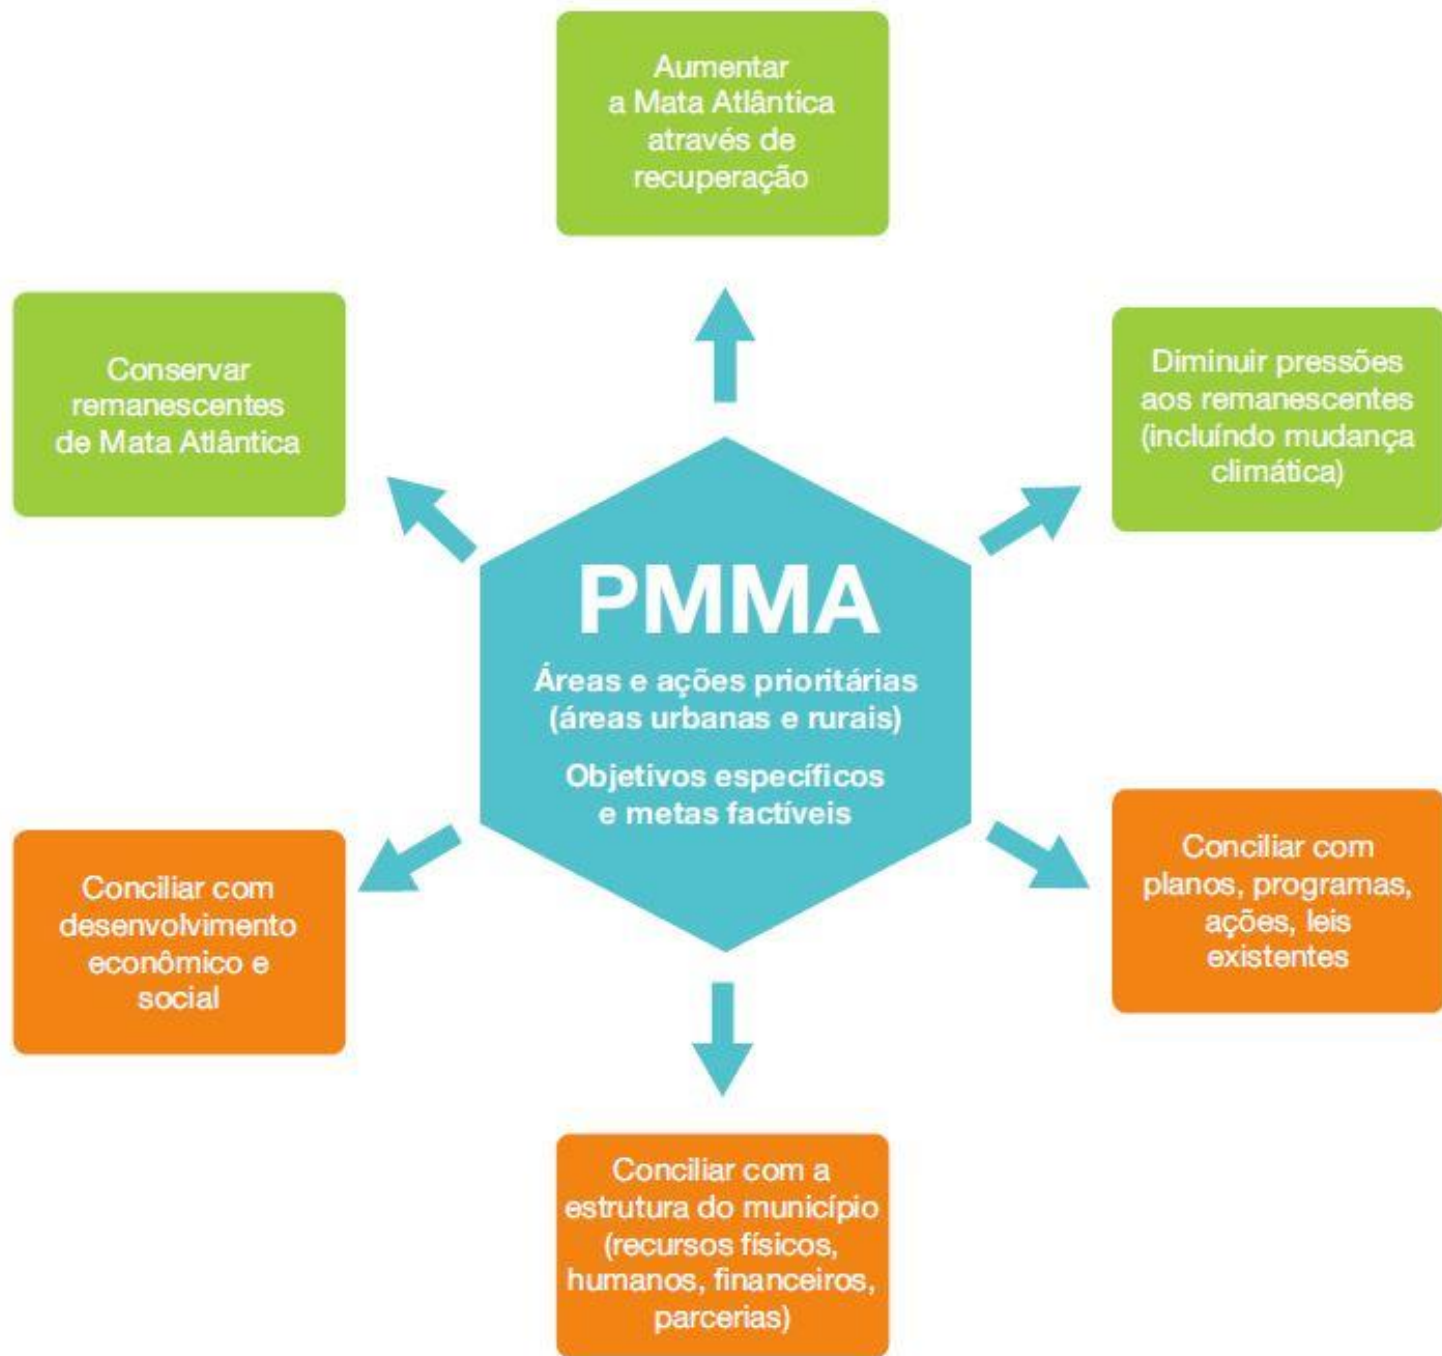 Aumentar
a Mata Atlântica
através de
recuperação
Conservar
remanescentes
de Mata Atlântica
Diminuir pressões
aos remanescentes
(incluíndo mudança
climática)
PMMA
Áreas e ações prioritárias
(áreas urbanas e rurais)
Objetivos específicos
e metas factíveis
Conciliar com
desenvolvimento
econômico e
social
Conciliar com
planos, programas,
ações, leis
existentes
Conciliar com a
estrutura do município
(recursos físicos,
humanos, financeiros,
parcerias)